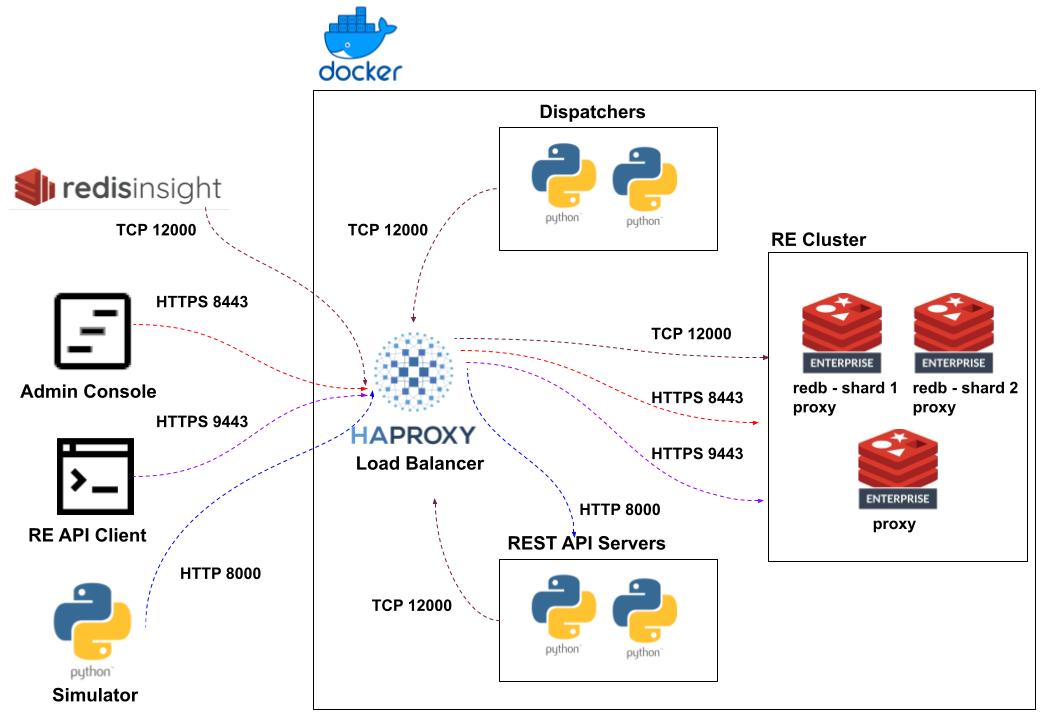 docker
Dispatchers
python
python
redisinsight
TCP 12000
TCP 12000
RE Cluster
HTTPS 8443
Admin Console
TCP 12000
ENTERPRISE
ENTERPRISE
redb - shard 1
proxy
redb - shard 2
proxy
HTTPS 8443
HTTPS 9443
HAPROXY
Load Balancer
HTTPS 9443
ENTERPRISE
proxy
RE API Client
HTTP 8000
REST API Servers
HTTP 8000
TCP 12000
python
python
python
Simulator